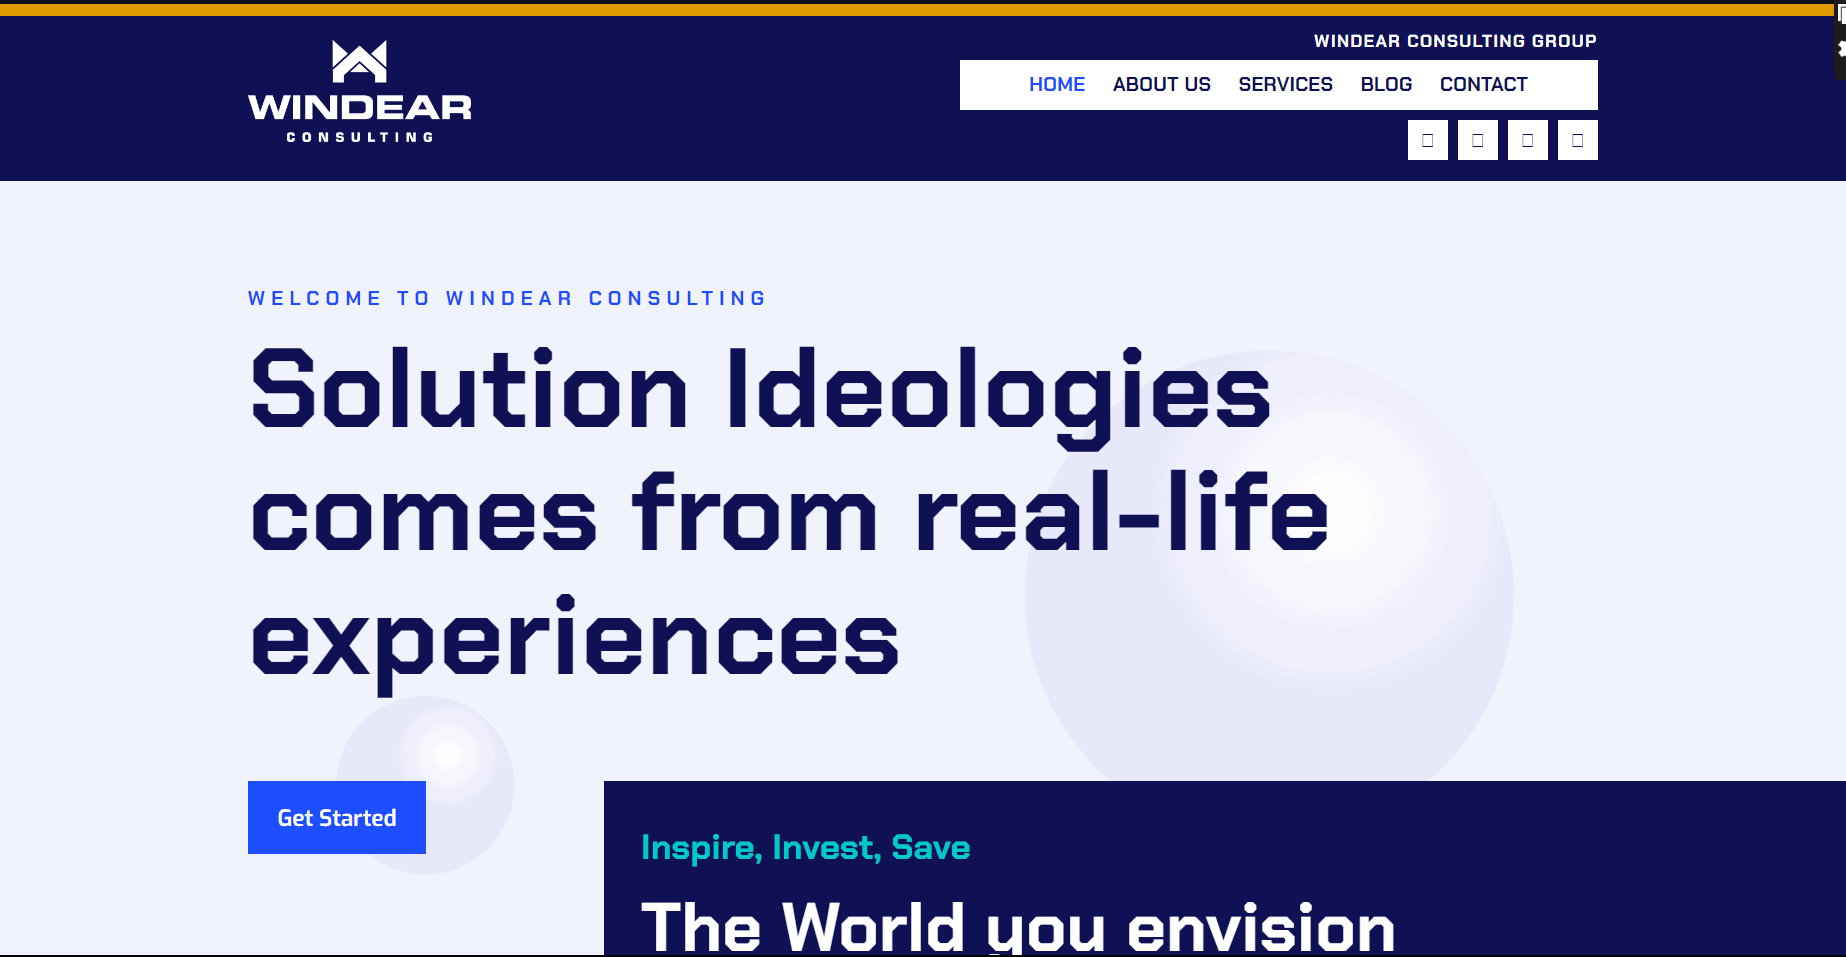 WINDEAR
CONSULTING
WINDEAR CONSULTING GROUP
HOME ABOUT US SERVICES BLOG CONTACT
WELCOME TO WINDEAR CONSULTING
Solution Ideologies
comes from real-life
experiences
Get Started
Inspire, Invest, Save
The World you envision